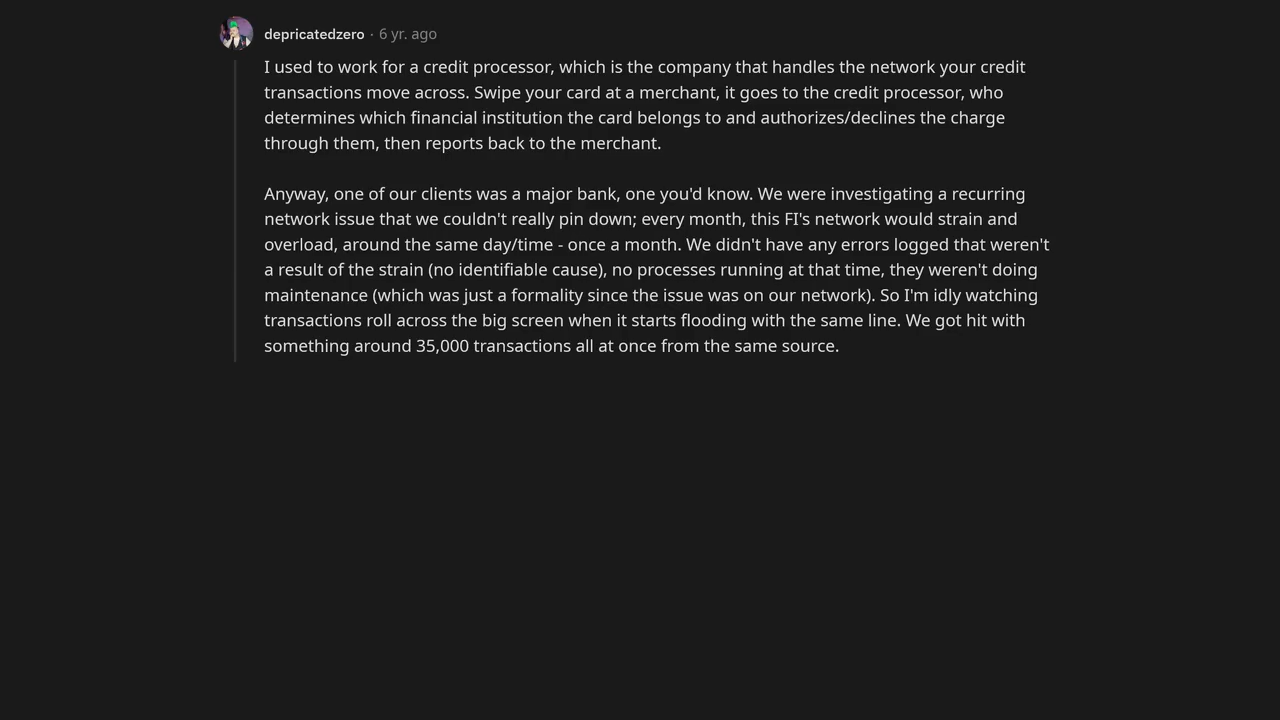 depricatedzero · 6 yr. ago
I used to work for a credit processor, which is the company that handles the network your credit
transactions move across. Swipe your card at a merchant, it goes to the credit processor, who
determines which financial institution the card belongs to and authorizes/declines the charge
through them, then reports back to the merchant.
Anyway, one of our clients was a major bank, one you'd know. We were investigating a recurring
network issue that we couldn't really pin down; every month, this FI's network would strain and
overload, around the same day/time - once a month. We didn't have any errors logged that weren't
a result of the strain (no identifiable cause), no processes running at that time, they weren't doing
maintenance (which was just a formality since the issue was on our network). So I'm idly watching
transactions roll across the big screen when it starts flooding with the same line. We got hit with
something around 35,000 transactions all at once from the same source.